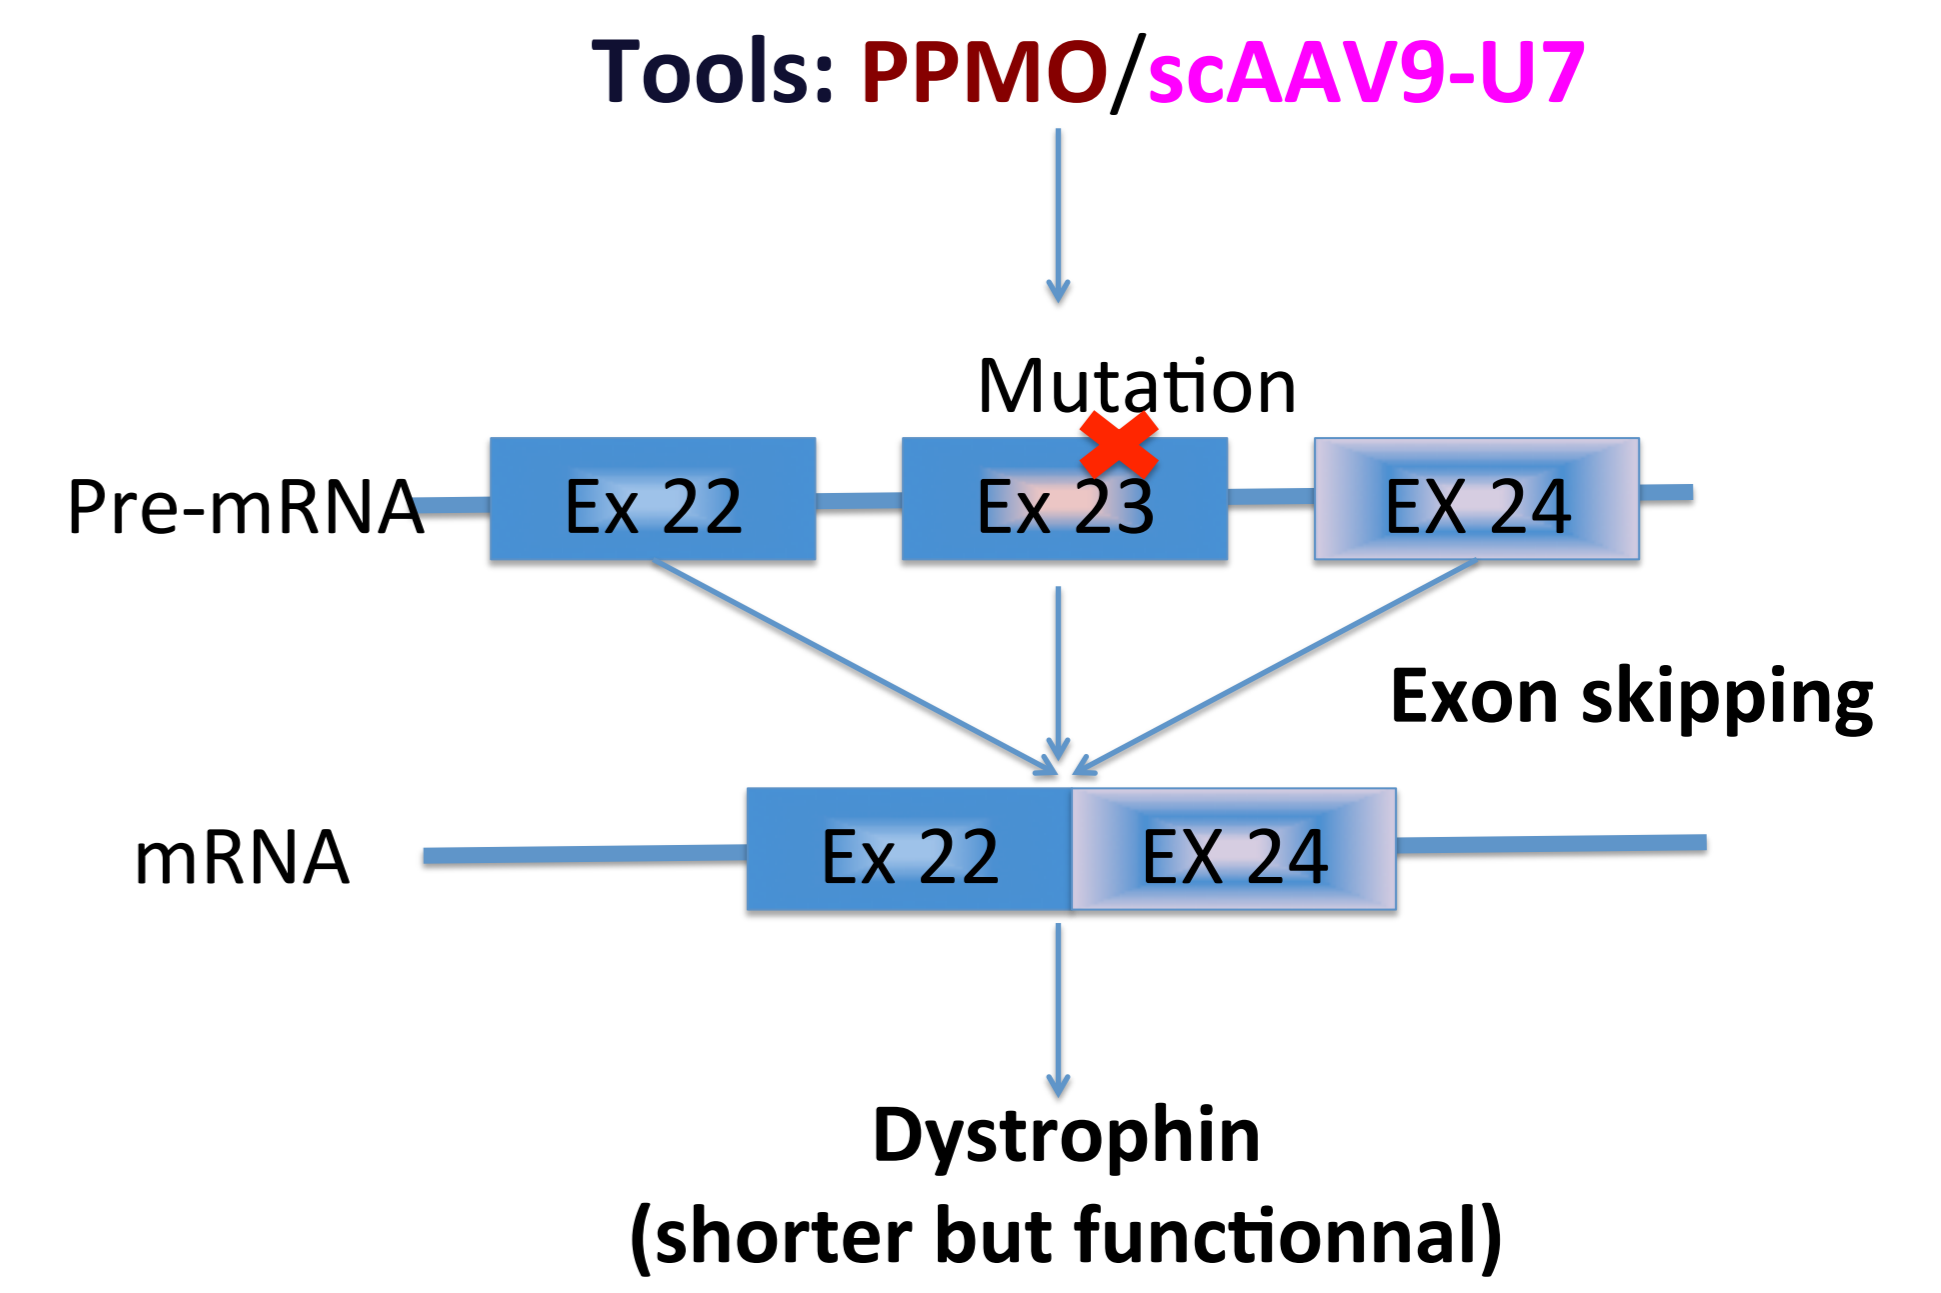 Tools: PPMO/scAAV9-U7
Mutation
Pre-mRNA Ex 22 Ex 23 EX 24
Exon skipping
mRNA Ex 22 EX 24
Dystrophin
(shorter but functionnal)